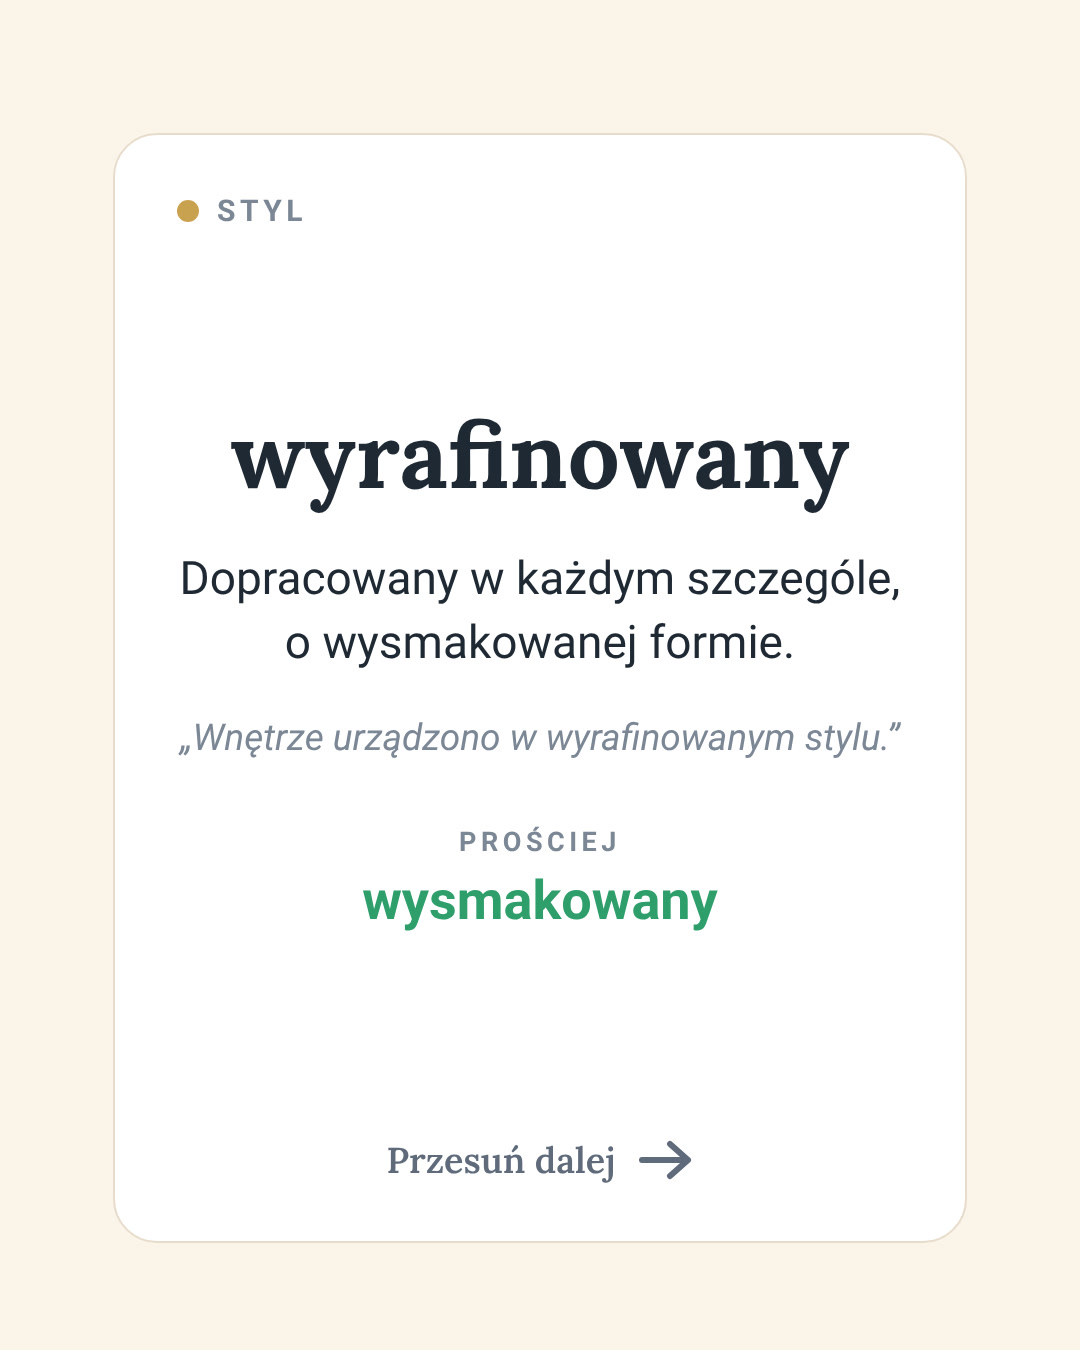 STYL
wyrafinowany
Dopracowany w każdym szczególe,
o wysmakowanej formie.
„Wnętrze urządzono w wyrafinowanym stylu.”
PROŚCIEJ
wysmakowany
Przesuń dalej →